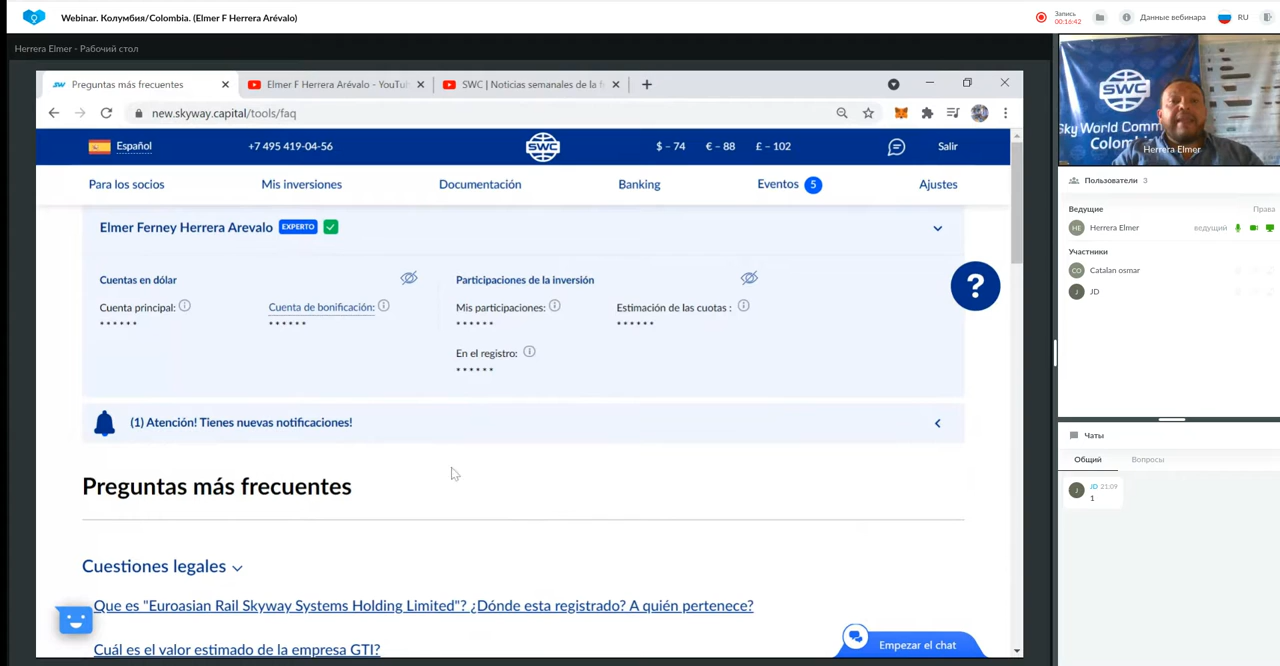 Webinar. Колумбия/Colombia. (Elmer F Herrera Arévalo)
Запись
00:16:42
Данные вебинара
RU
Herrera Elmer - Рабочий стол
Preguntas más frecuentes
Elmer F Herrera Arévalo - YouTu
SWC | Noticias semanales de la
new.skyway.capital/tools/faq
Español
+7 495 419-04-56
SWC
$ – 74
€ – 88
£ – 102
Salir
Para los socios
Mis inversiones
Documentación
Banking
Eventos 5
Ajustes
Elmer Ferney Herrera Arevalo EXPERTO
Cuentas en dólar
Participaciones de la inversión
Cuenta principal:
Cuenta de bonificación:
Mis participaciones:
Estimación de las cuotas :
******
******
******
******
En el registro:
******
?
(1) Atención! Tienes nuevas notificaciones!
Preguntas más frecuentes
Cuestiones legales
Que es "Euroasian Rail Skyway Systems Holding Limited"? ¿Dónde esta registrado? A quién pertenece?
Cuál es el valor estimado de la empresa GTI?
Empezar el chat
SWC
Sky World Comm
Colom
Herrera Elmer
Пользователи 3
Ведущие
Права
HE
Herrera Elmer
ведущий
Участники
CO
Catalan osmar
J
JD
Чаты
Общий
Вопросы
J
JD 21:09
1